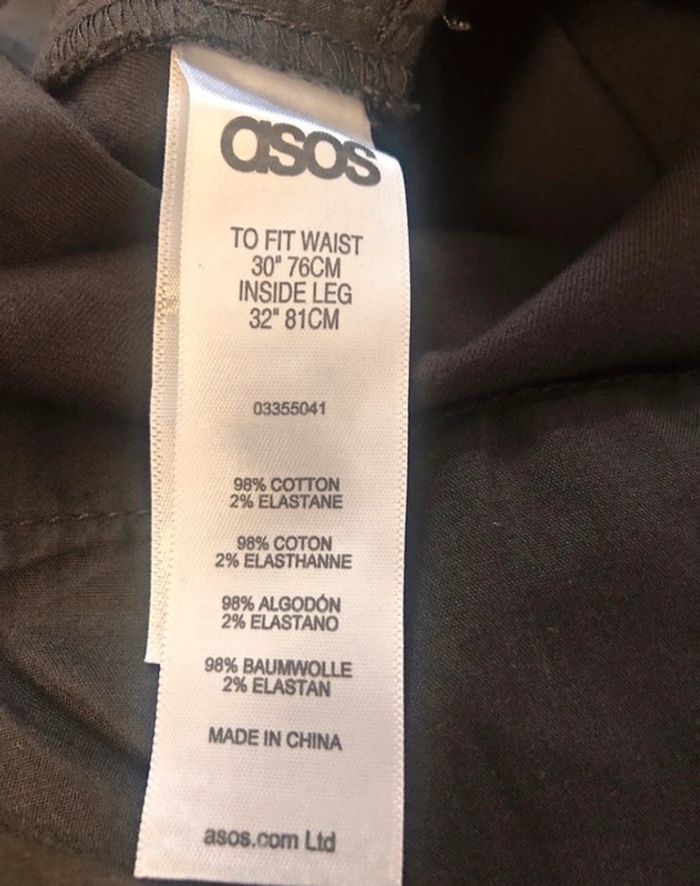 asos
TO FIT WAIST
30" 76CM
INSIDE LEG
32" 81CM
03355041
98% COTTON
2% ELASTANE
98% COTON
2% ELASTHANNE
98% ALGODÓN
2% ELASTANO
98% BAUMWOLLE
2% ELASTAN
MADE IN CHINA
asos.com Ltd